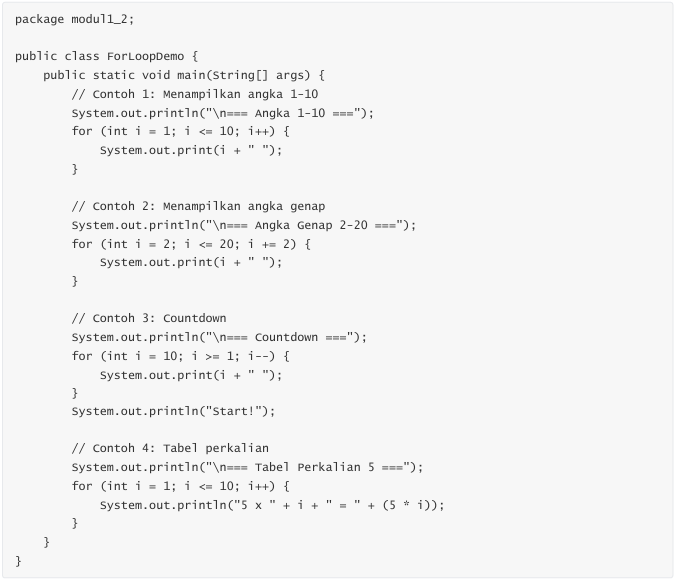 package modul1_2;

public class ForLoopDemo {
    public static void main(String[] args) {
        // Contoh 1: Menampilkan angka 1-10
        System.out.println("\n=== Angka 1-10 ===");
        for (int i = 1; i <= 10; i++) {
            System.out.print(i + " ");
        }

        // Contoh 2: Menampilkan angka genap
        System.out.println("\n=== Angka Genap 2-20 ===");
        for (int i = 2; i <= 20; i += 2) {
            System.out.print(i + " ");
        }

        // Contoh 3: Countdown
        System.out.println("\n=== Countdown ===");
        for (int i = 10; i >= 1; i--) {
            System.out.print(i + " ");
        }
        System.out.println("Start!");

        // Contoh 4: Tabel perkalian
        System.out.println("\n=== Tabel Perkalian 5 ===");
        for (int i = 1; i <= 10; i++) {
            System.out.println("5 x " + i + " = " + (5 * i));
        }
    }
}